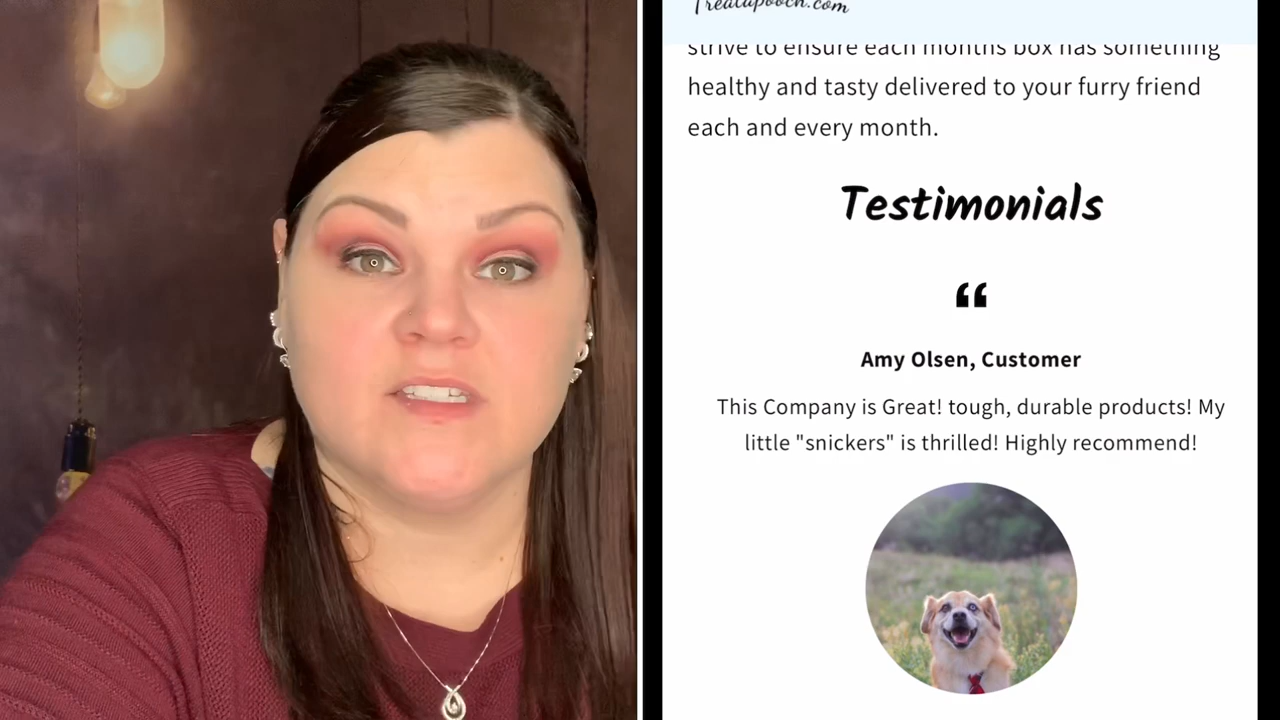 Treatapooch.com
strive to ensure each months box has something
healthy and tasty delivered to your furry friend
each and every month.
Testimonials
“
Amy Olsen, Customer
This Company is Great! tough, durable products! My
little "snickers" is thrilled! Highly recommend!